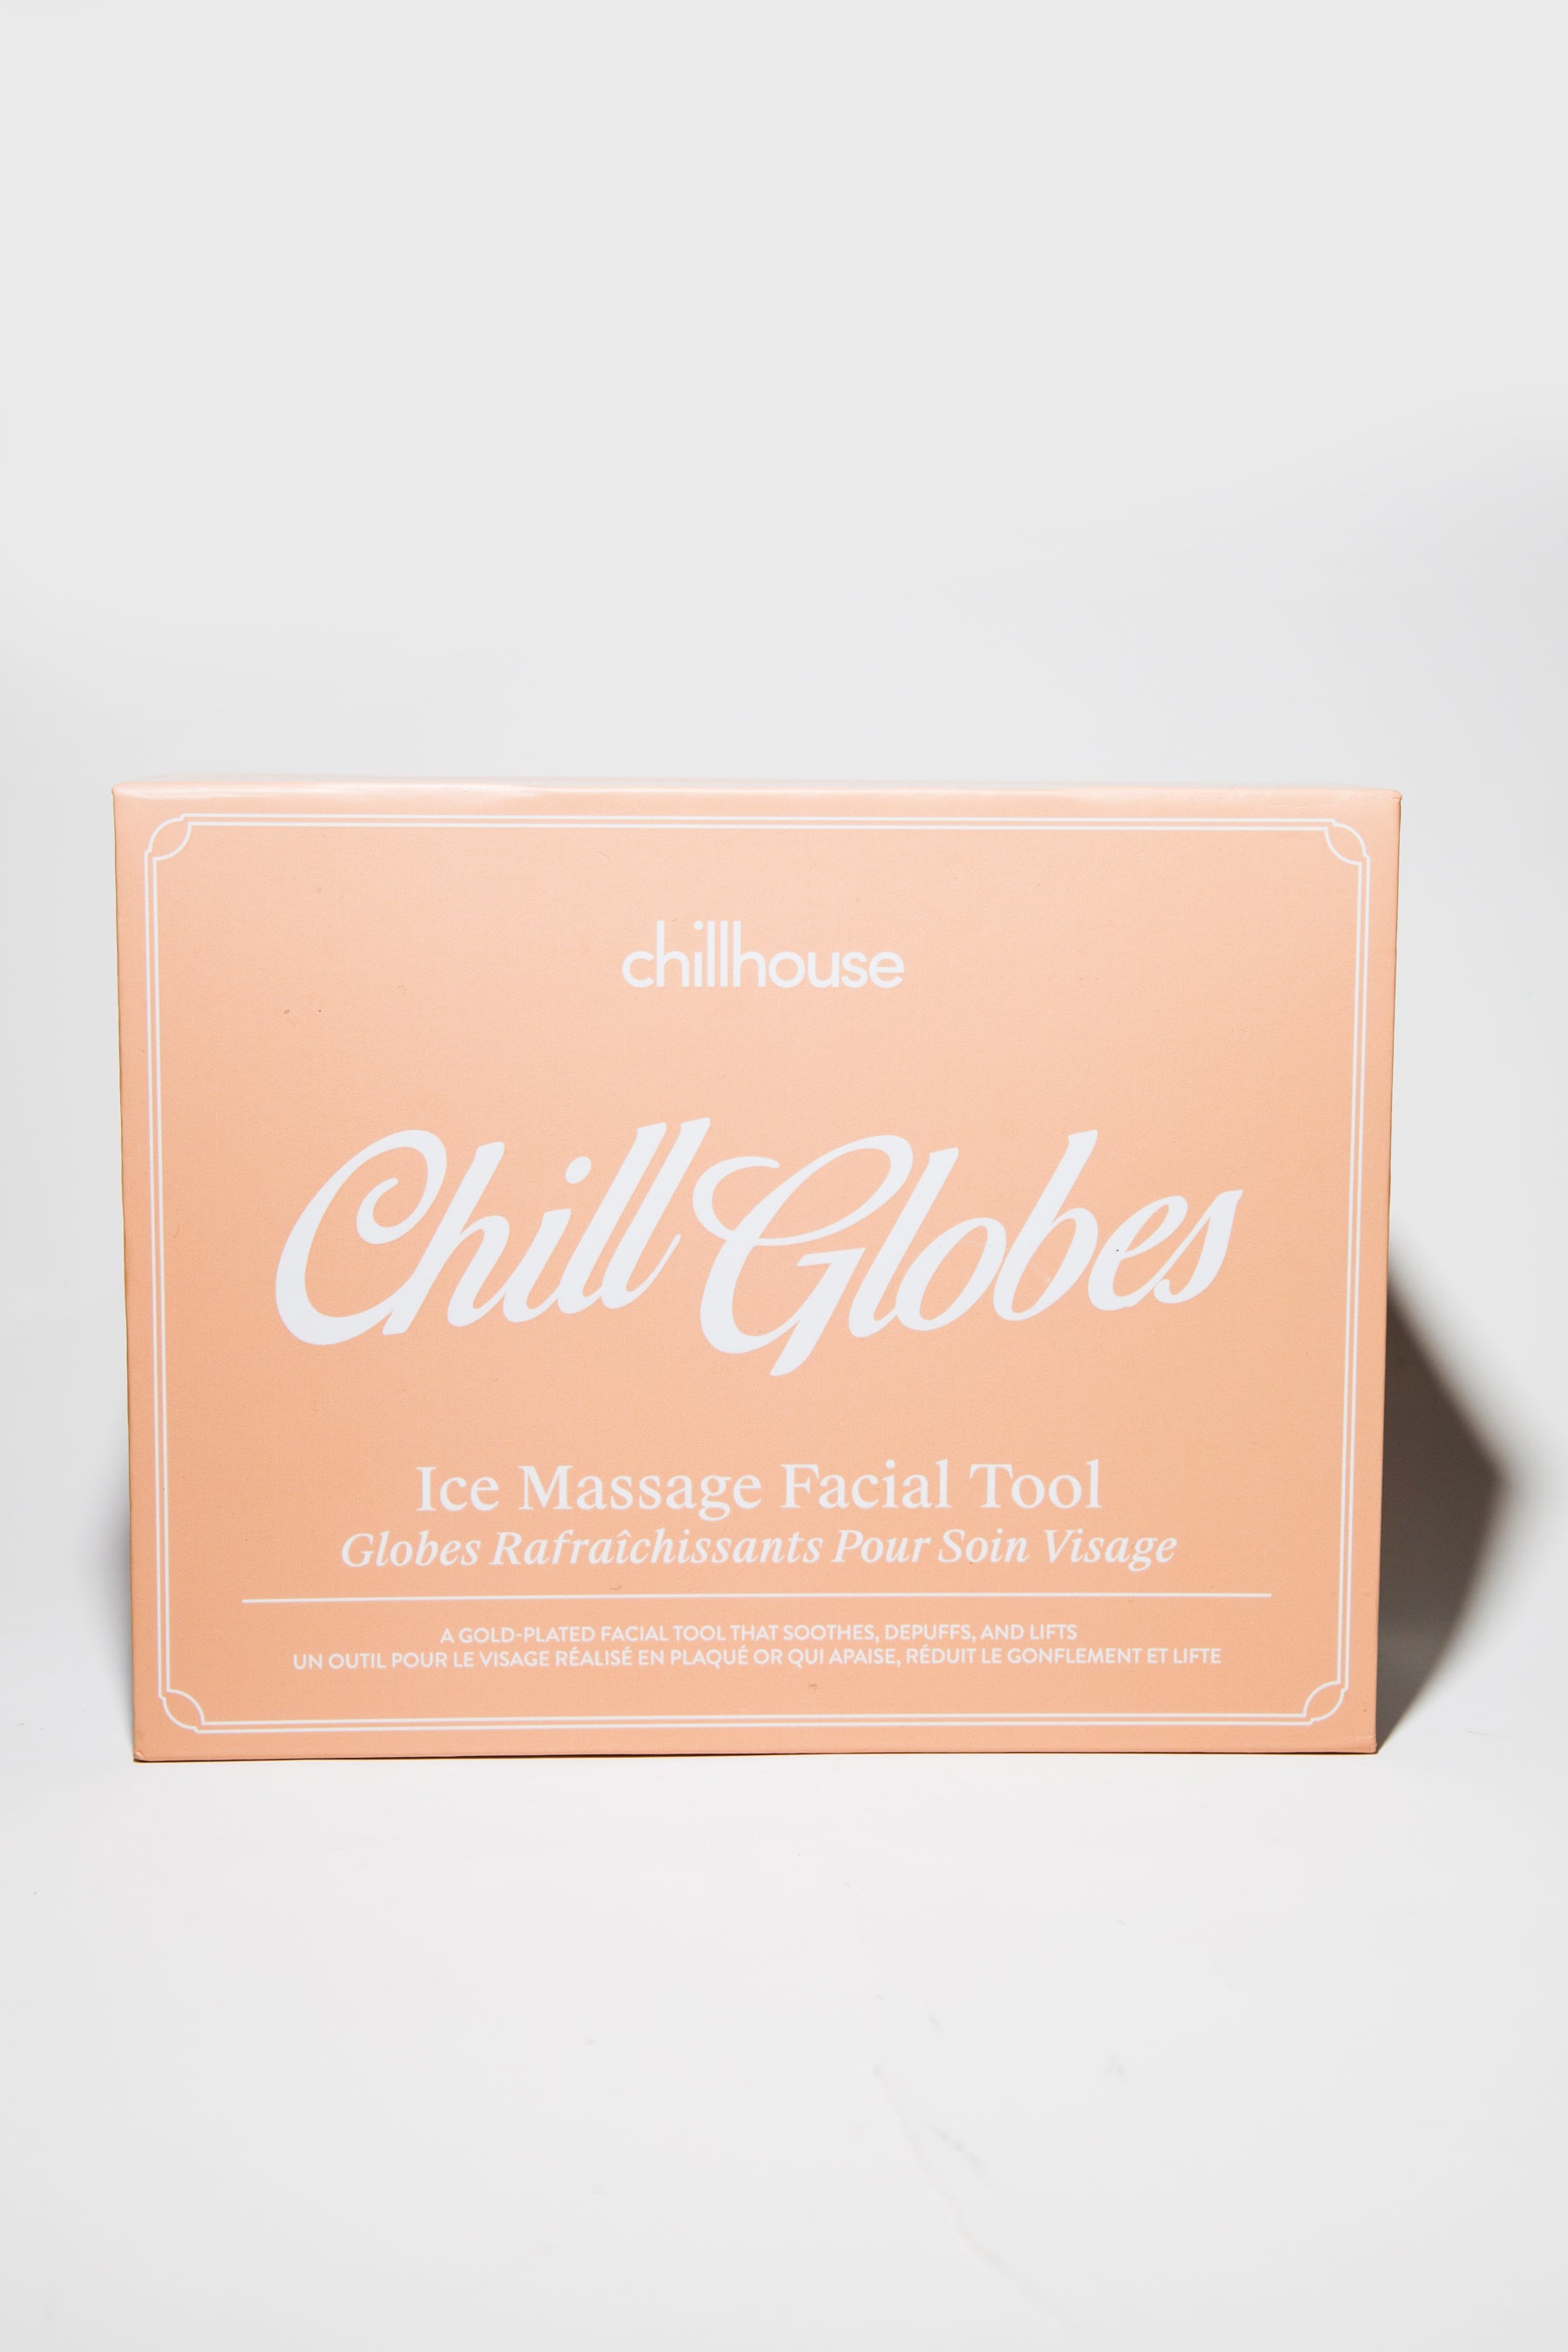 chillhouse
Chill Globes
Ice Massage Facial Tool
Globes Rafraîchissants Pour Soin Visage
A GOLD-PLATED FACIAL TOOL THAT SOOTHES, DEPUFFS, AND LIFTS
UN OUTIL POUR LE VISAGE RÉALISÉ EN PLAQUÉ OR QUI APAISE, RÉDUIT LE GONFLEMENT ET LIFTE